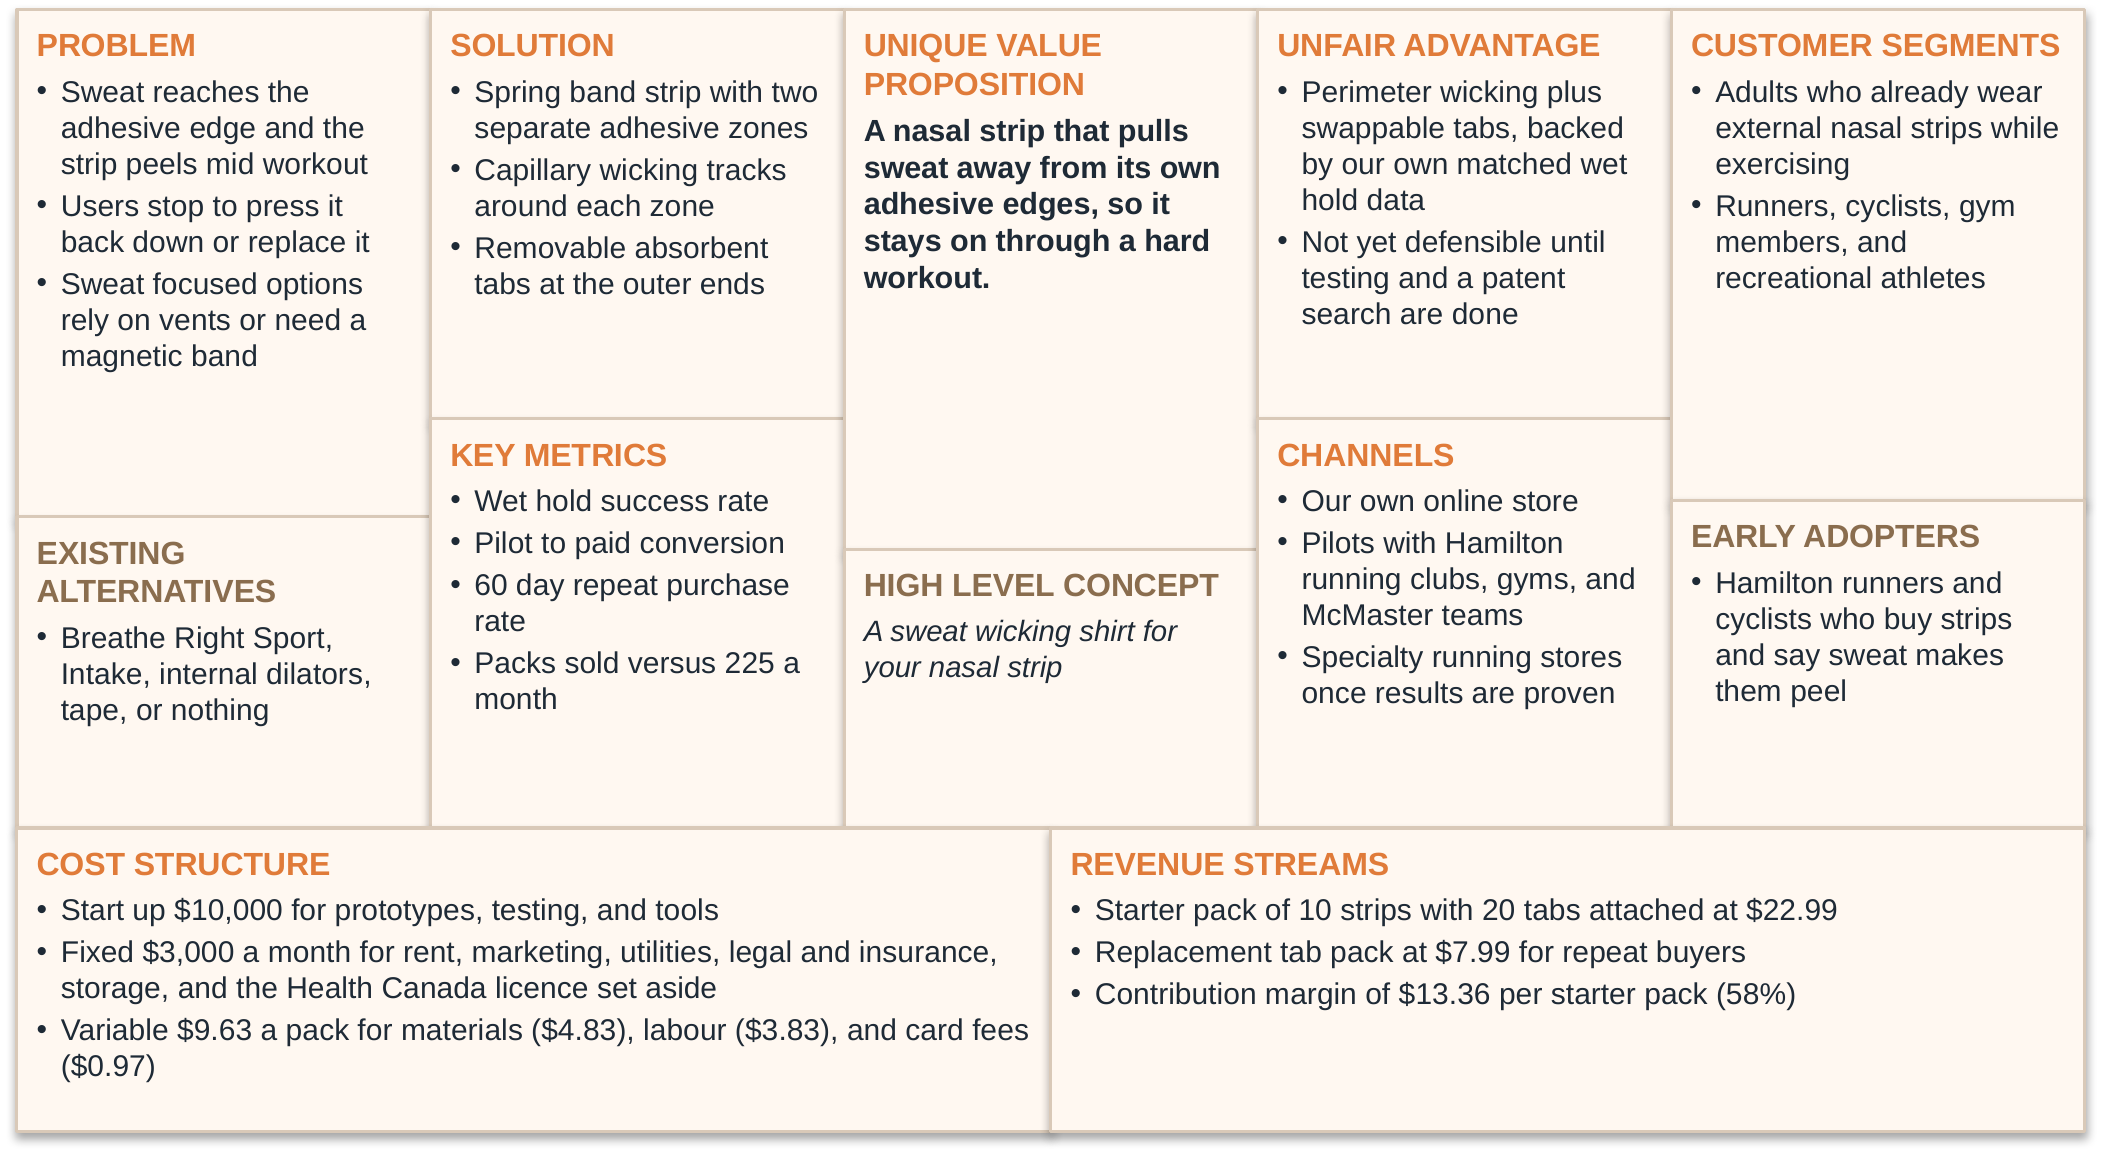 PROBLEM
• Sweat reaches the
adhesive edge and the
strip peels mid workout
• Users stop to press it
back down or replace it
• Sweat focused options
rely on vents or need a
magnetic band
EXISTING
ALTERNATIVES
• Breathe Right Sport,
Intake, internal dilators,
tape, or nothing
SOLUTION
• Spring band strip with two
separate adhesive zones
• Capillary wicking tracks
around each zone
• Removable absorbent
tabs at the outer ends
KEY METRICS
• Wet hold success rate
• Pilot to paid conversion
• 60 day repeat purchase
rate
• Packs sold versus 225 a
month
UNIQUE VALUE
PROPOSITION
A nasal strip that pulls
sweat away from its own
adhesive edges, so it
stays on through a hard
workout.
HIGH LEVEL CONCEPT
A sweat wicking shirt for
your nasal strip
UNFAIR ADVANTAGE
• Perimeter wicking plus
swappable tabs, backed
by our own matched wet
hold data
• Not yet defensible until
testing and a patent
search are done
CHANNELS
• Our own online store
• Pilots with Hamilton
running clubs, gyms, and
McMaster teams
• Specialty running stores
once results are proven
CUSTOMER SEGMENTS
• Adults who already wear
external nasal strips while
exercising
• Runners, cyclists, gym
members, and
recreational athletes
EARLY ADOPTERS
• Hamilton runners and
cyclists who buy strips
and say sweat makes
them peel
COST STRUCTURE
• Start up $10,000 for prototypes, testing, and tools
• Fixed $3,000 a month for rent, marketing, utilities, legal and insurance,
storage, and the Health Canada licence set aside
• Variable $9.63 a pack for materials ($4.83), labour ($3.83), and card fees
($0.97)
REVENUE STREAMS
• Starter pack of 10 strips with 20 tabs attached at $22.99
• Replacement tab pack at $7.99 for repeat buyers
• Contribution margin of $13.36 per starter pack (58%)